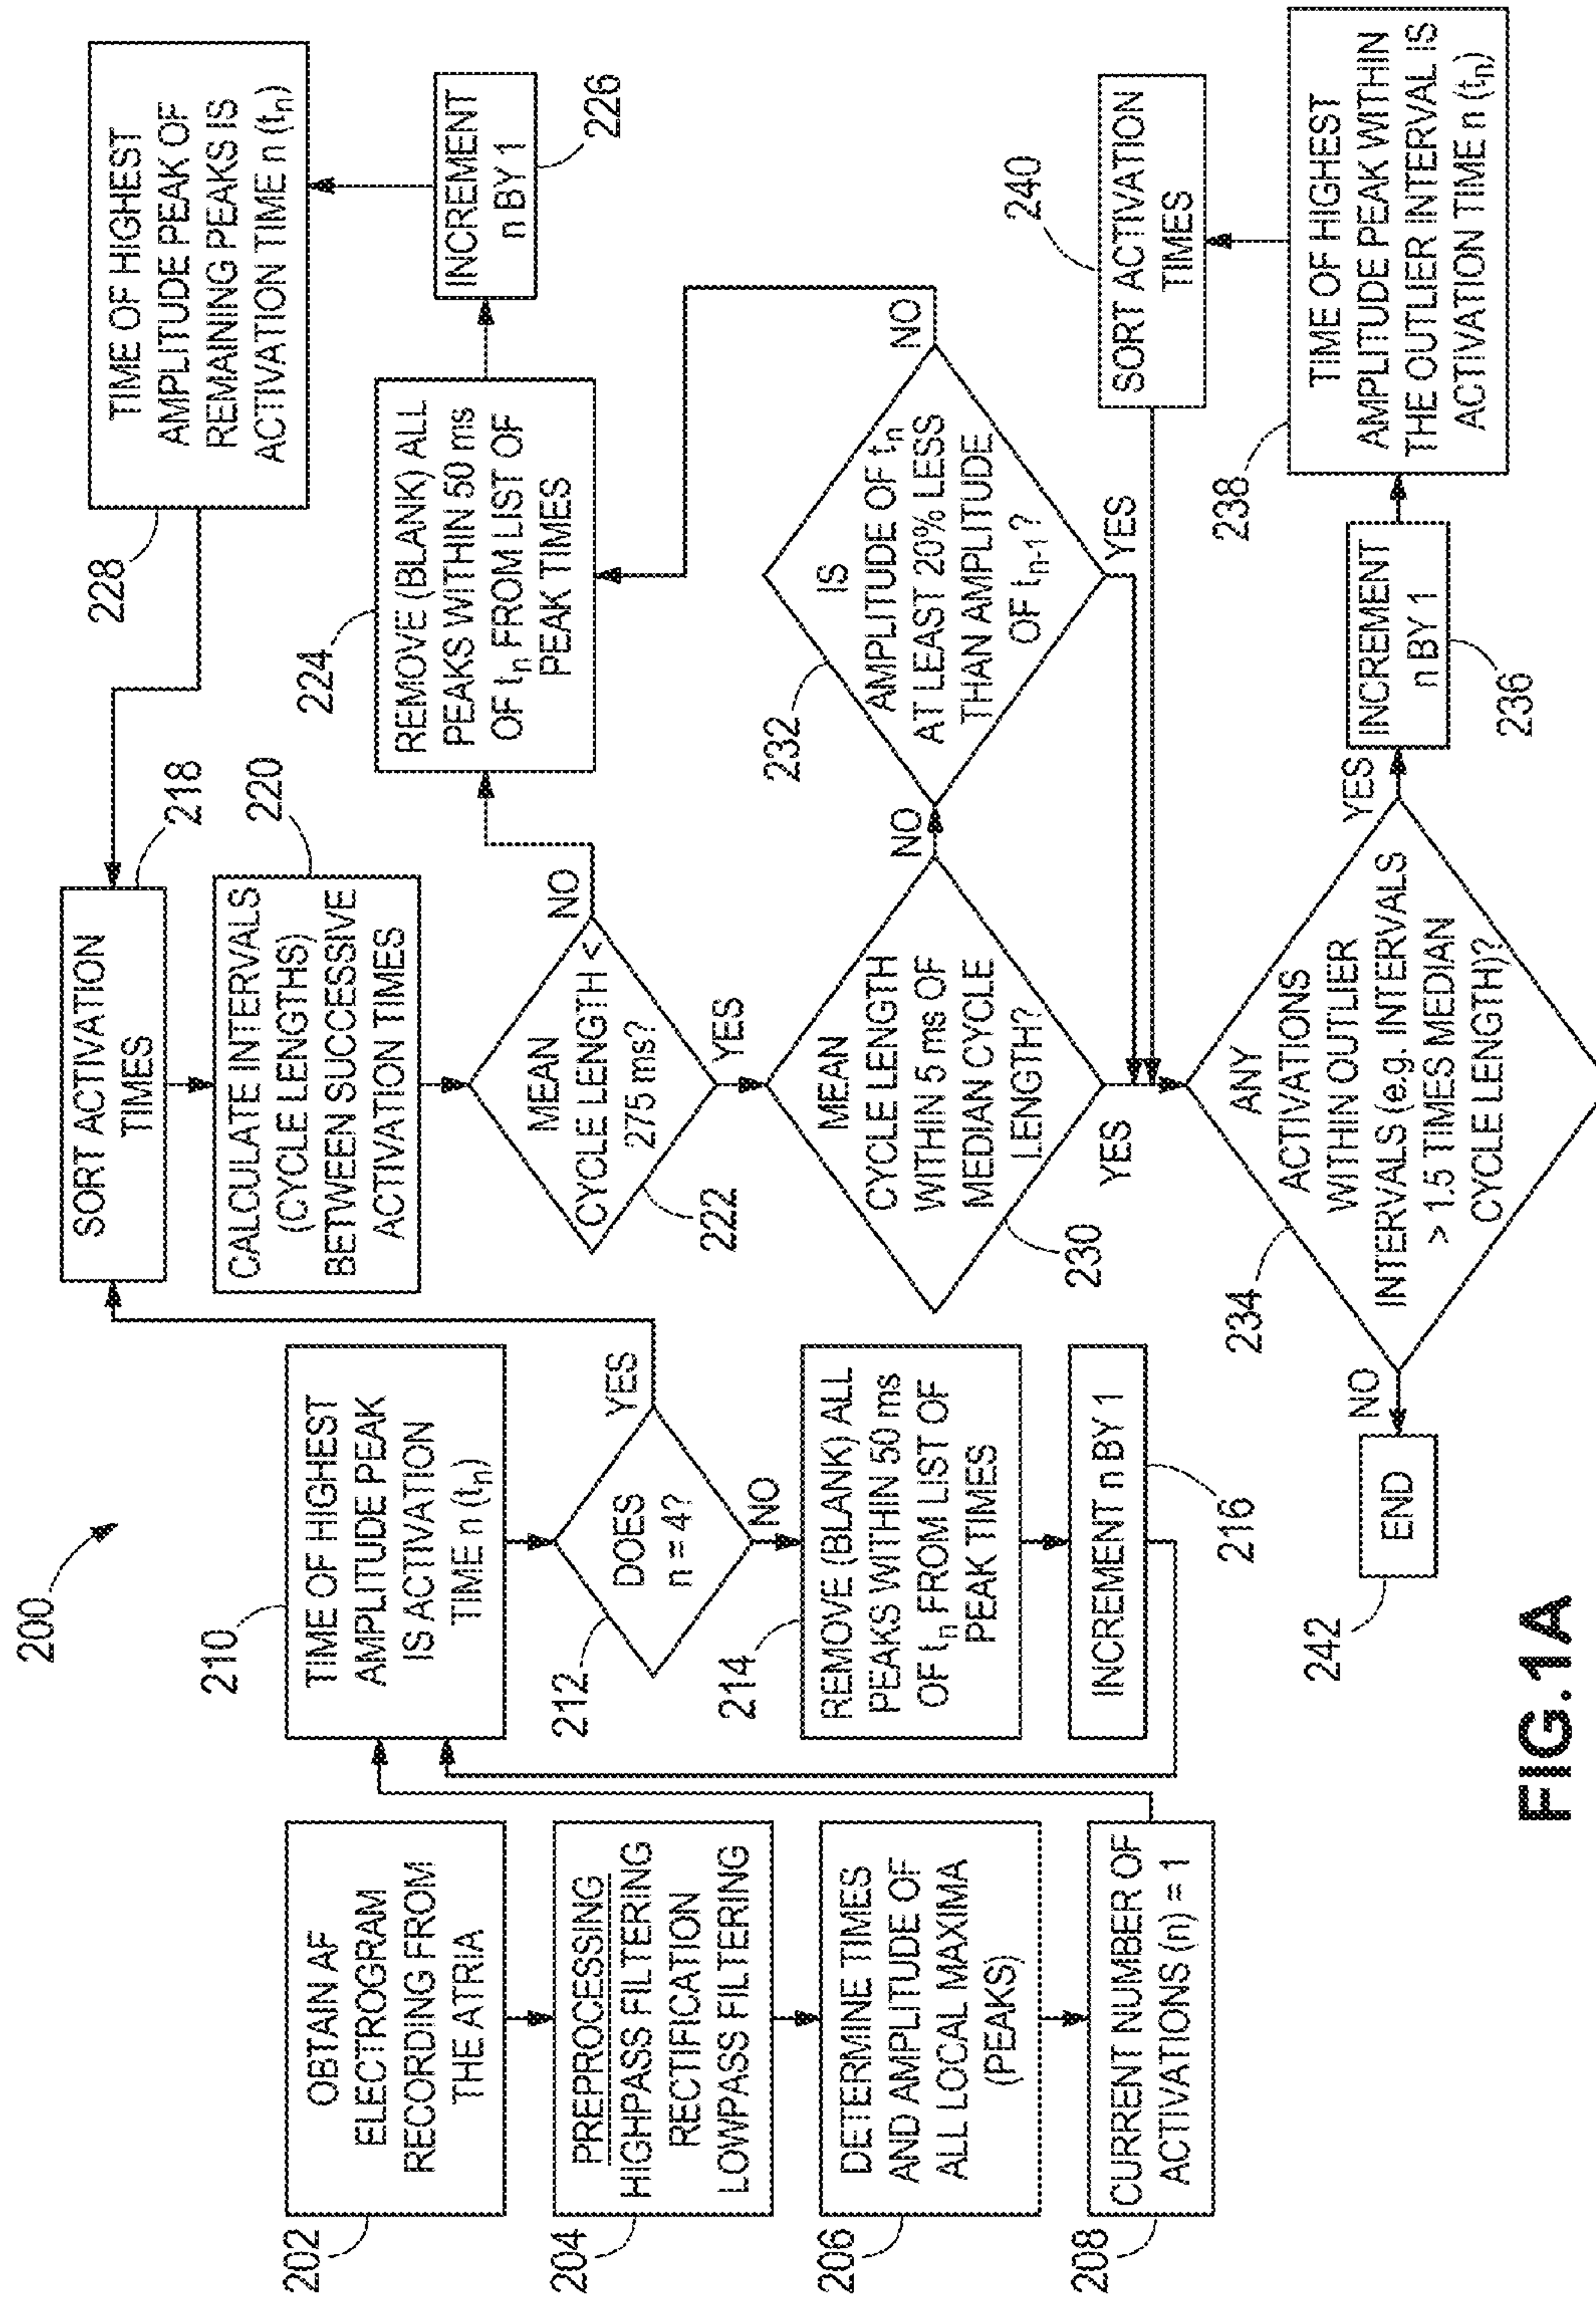 200
202
OBTAIN AF
ELECTROGRAM
RECORDING FROM
THE ATRIA
204
PREPROCESSING
HIGHPASS FILTERING
RECTIFICATION
LOWPASS FILTERING
206
DETERMINE TIMES
AND AMPLITUDE OF
ALL LOCAL MAXIMA
(PEAKS)
208
CURRENT NUMBER OF
ACTIVATIONS (n) = 1
210
TIME OF HIGHEST
AMPLITUDE PEAK
IS ACTIVATION
TIME n (tn)
212
DOES
n = 4?
YES
NO
214
REMOVE (BLANK) ALL
PEAKS WITHIN 50 ms
OF tn FROM LIST OF
PEAK TIMES
INCREMENT n BY 1
216
SORT ACTIVATION
TIMES
218
CALCULATE INTERVALS
(CYCLE LENGTHS)
BETWEEN SUCCESSIVE
ACTIVATION TIMES
220
MEAN
CYCLE LENGTH <
275 ms?
222
NO
YES
224
REMOVE (BLANK) ALL
PEAKS WITHIN 50 ms
OF tn FROM LIST OF
PEAK TIMES
INCREMENT
n BY 1
226
TIME OF HIGHEST
AMPLITUDE PEAK OF
REMAINING PEAKS IS
ACTIVATION TIME n (tn)
228
MEAN
CYCLE LENGTH
WITHIN 5 ms OF
MEDIAN CYCLE
LENGTH?
230
NO
YES
232
IS
AMPLITUDE OF tn
AT LEAST 20% LESS
THAN AMPLITUDE
OF tn-1?
NO
YES
234
ANY
ACTIVATIONS
WITHIN OUTLIER
INTERVALS (e.g. INTERVALS
> 1.5 TIMES MEDIAN
CYCLE LENGTH)?
YES
NO
INCREMENT
n BY 1
236
238
TIME OF HIGHEST
AMPLITUDE PEAK WITHIN
THE OUTLIER INTERVAL IS
ACTIVATION TIME n (tn)
240
SORT ACTIVATION
TIMES
END
242
FIG.1A